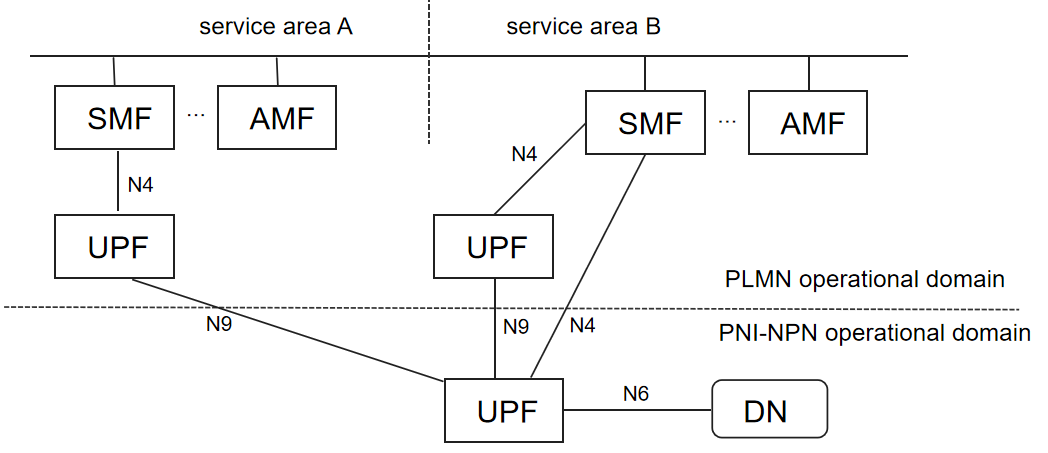 service area A
service area B
SMF
...
AMF
SMF
...
AMF
N4
N4
UPF
UPF
PLMN operational domain
N9
N9
N4
PNI-NPN operational domain
N6
UPF
DN